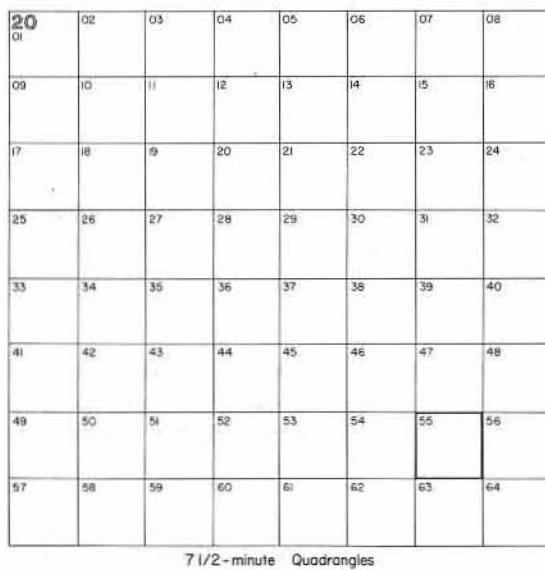 20
01 02 03 04 05 06 07 08
09 10 11 12 13 14 15 16
17 18 19 20 21 22 23 24
25 26 27 28 29 30 31 32
33 34 35 36 37 38 39 40
41 42 43 44 45 46 47 48
49 50 51 52 53 54 55 56
57 58 59 60 61 62 63 64
7 1/2-minute Quadrangles